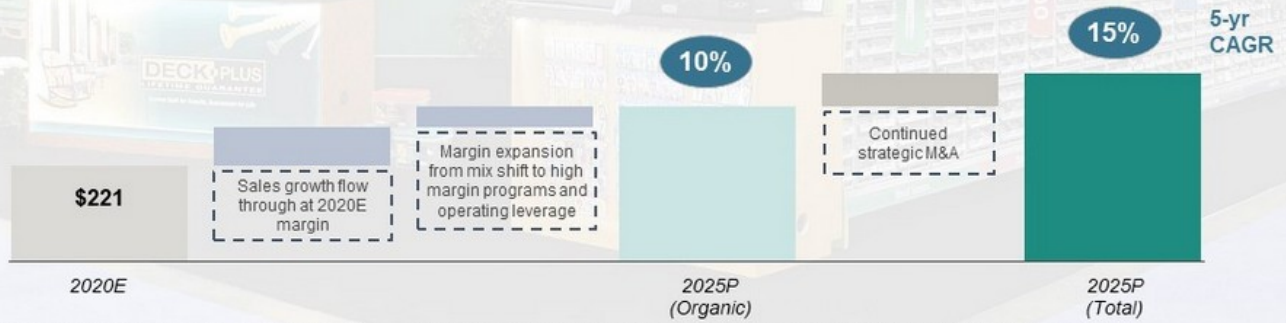 DECK PLUS
15%
5-yr
CAGR
10%
$221
Sales growth flow
through at 2020E
margin
Margin expansion
from mix shift to high
margin programs and
operating leverage
Continued
strategic M&A
2020E
2025P
(Organic)
2025P
(Total)